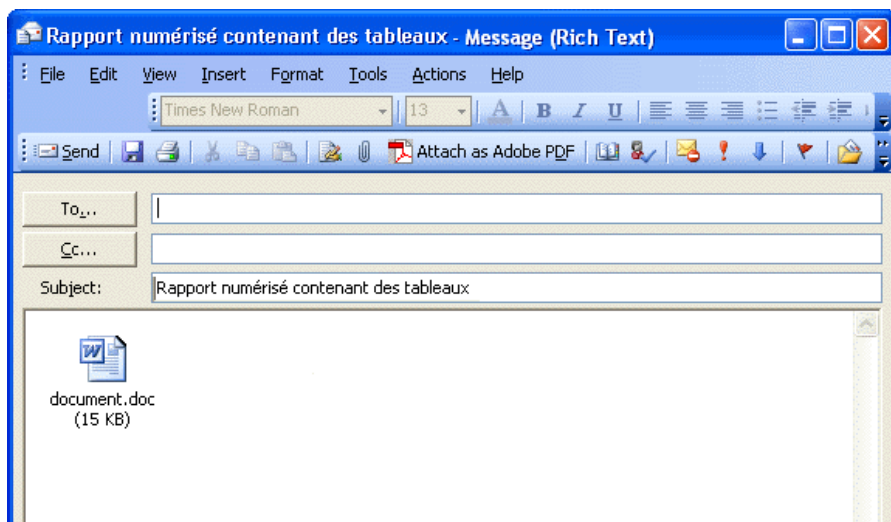 Rapport numérisé contenant des tableaux - Message (Rich Text)
File Edit View Insert Format Tools Actions Help
Times New Roman 13 A B I U
Send Attach as Adobe PDF
To...
Cc...
Subject: Rapport numérisé contenant des tableaux
document.doc
(15 KB)